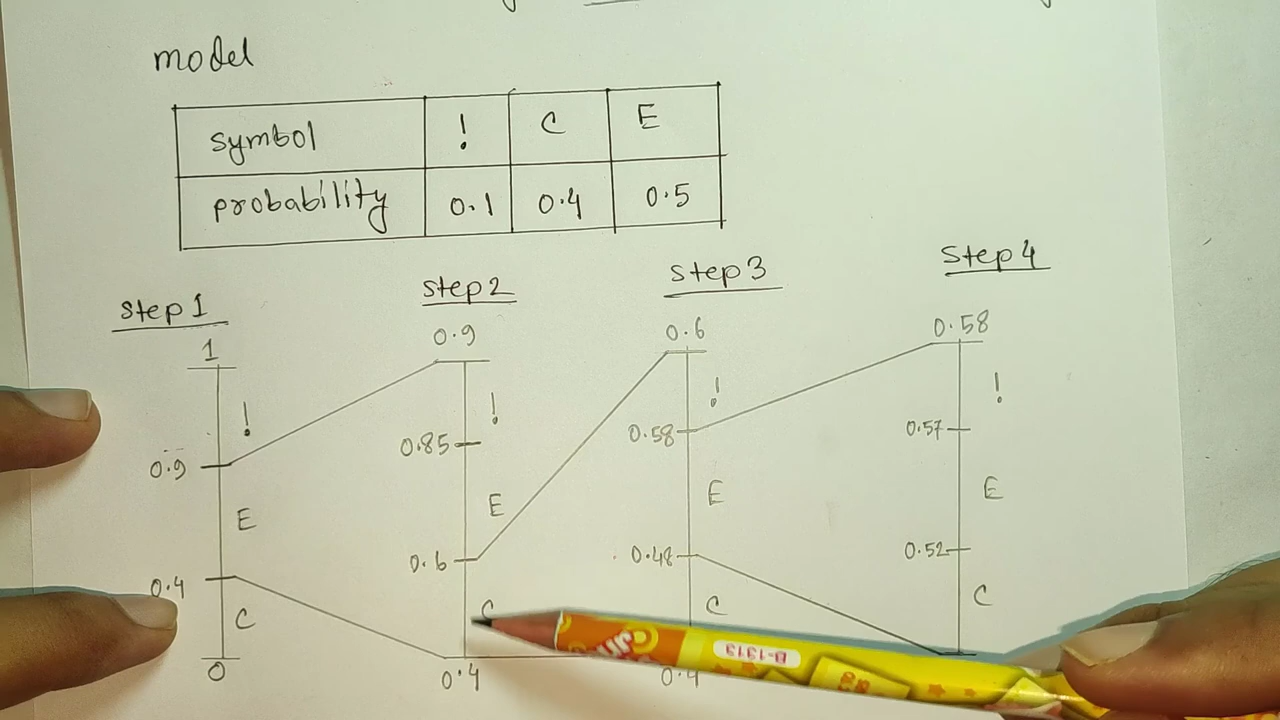 model
symbol ! C E
probability 0.1 0.4 0.5
Step 1 Step 2 Step 3 Step 4
1 0.9 0.6 0.58
! ! ! !
0.9 0.85 0.58 0.57
E E E E
0.4 0.6 0.48 0.52
C C C C
0 0.4 0.4
B-1313